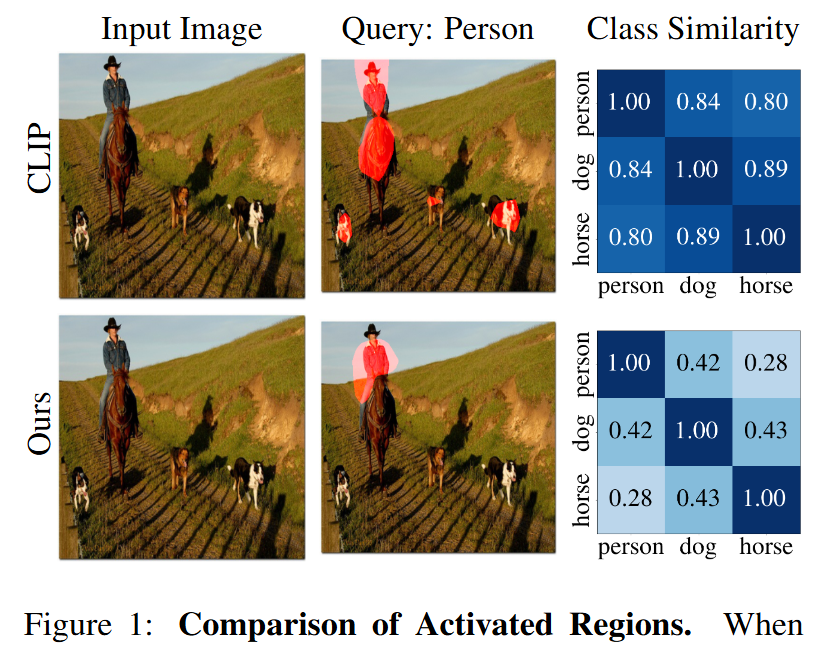 Input Image Query: Person Class Similarity
CLIP
person 1.00 0.84 0.80
dog 0.84 1.00 0.89
horse 0.80 0.89 1.00
person dog horse
Ours
person 1.00 0.42 0.28
dog 0.42 1.00 0.43
horse 0.28 0.43 1.00
person dog horse
Figure 1: Comparison of Activated Regions. When